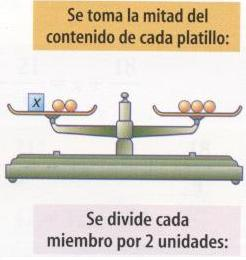 Se toma la mitad del
contenido de cada platillo:
x
Se divide cada
miembro por 2 unidades: